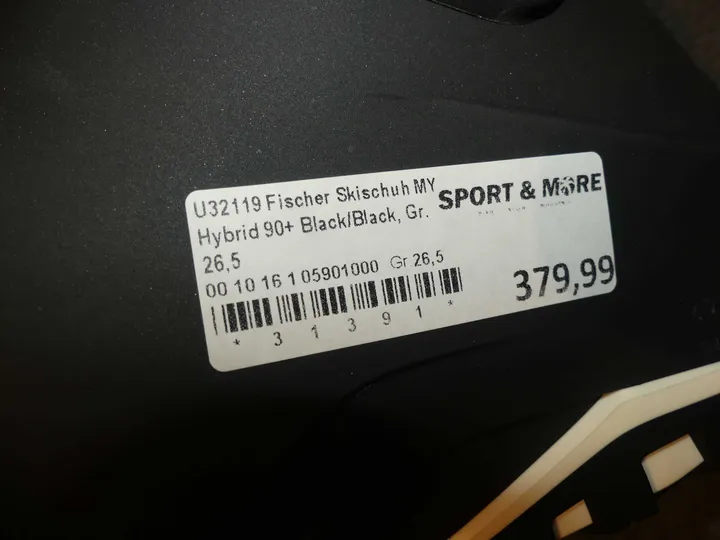 U32119 Fischer Skischuh MY
Hybrid 90+ Black/Black, Gr.
26,5
SPORT & MORE
00 10 16 1 05901000 Gr 26,5
* 3 1 3 9 1 *
379,99